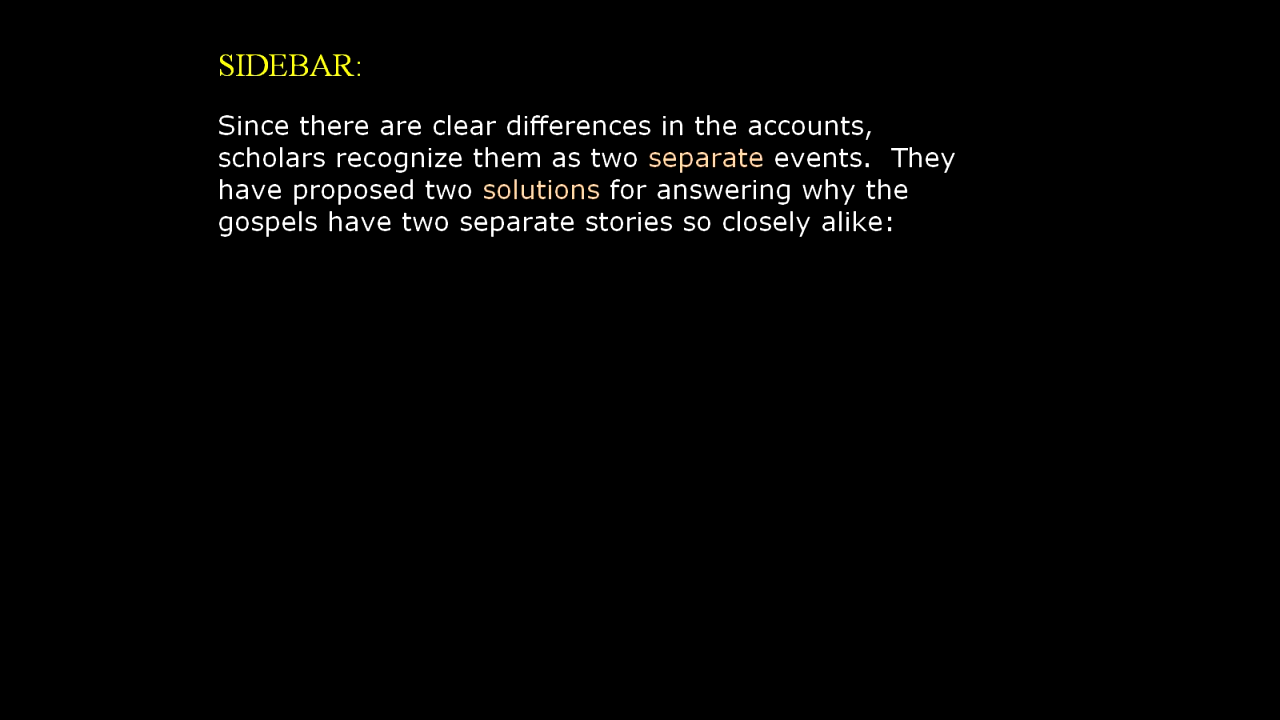 SIDEBAR:
Since there are clear differences in the accounts,
scholars recognize them as two separate events.  They
have proposed two solutions for answering why the
gospels have two separate stories so closely alike: